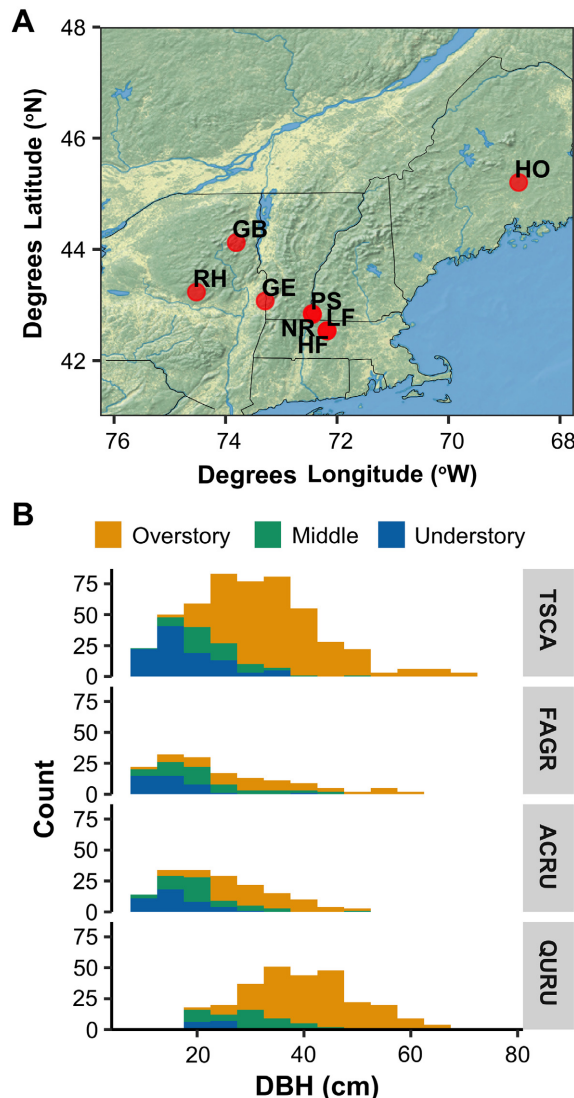 A
48
46
44
42
Degrees Latitude (°N)
HO
GB
RH
GE
PS
LF
NR
HF
76
74
72
70
68
Degrees Longitude (°W)
B
Overstory Middle Understory
75
50
25
0
TSCA
75
50
25
0
FAGR
75
50
25
0
ACRU
75
50
25
0
QURU
Count
20 40 60 80
DBH (cm)